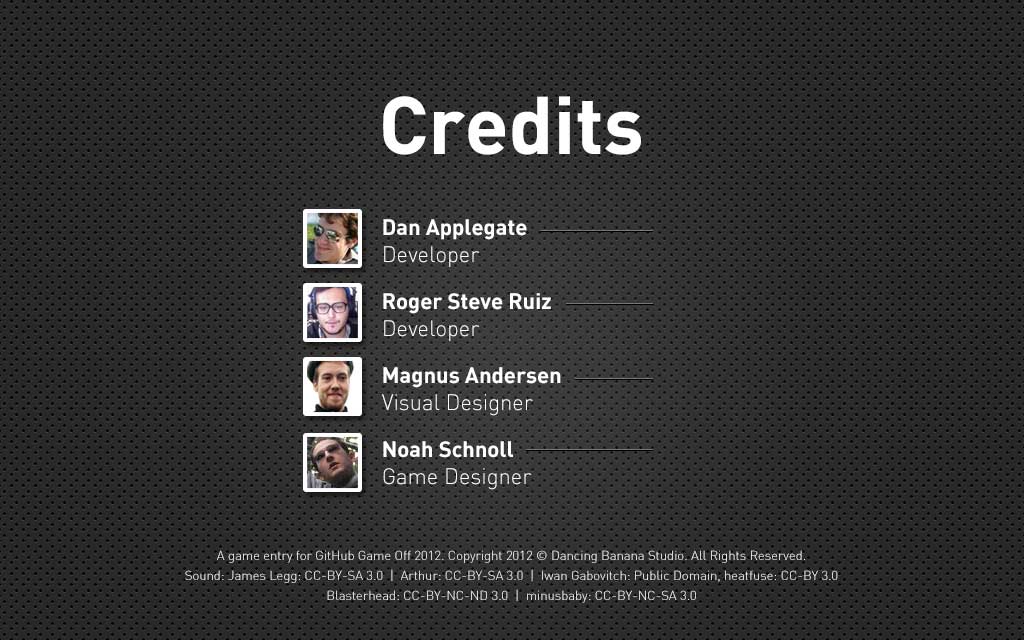 Credits
Dan Applegate
Developer
Roger Steve Ruiz
Developer
Magnus Andersen
Visual Designer
Noah Schnoll
Game Designer
A game entry for GitHub Game Off 2012. Copyright 2012 © Dancing Banana Studio. All Rights Reserved.
Sound: James Legg: CC-BY-SA 3.0 | Arthur: CC-BY-SA 3.0 | Iwan Gabovitch: Public Domain, heatfuse: CC-BY 3.0
Blasterhead: CC-BY-NC-ND 3.0 | minusbaby: CC-BY-NC-SA 3.0